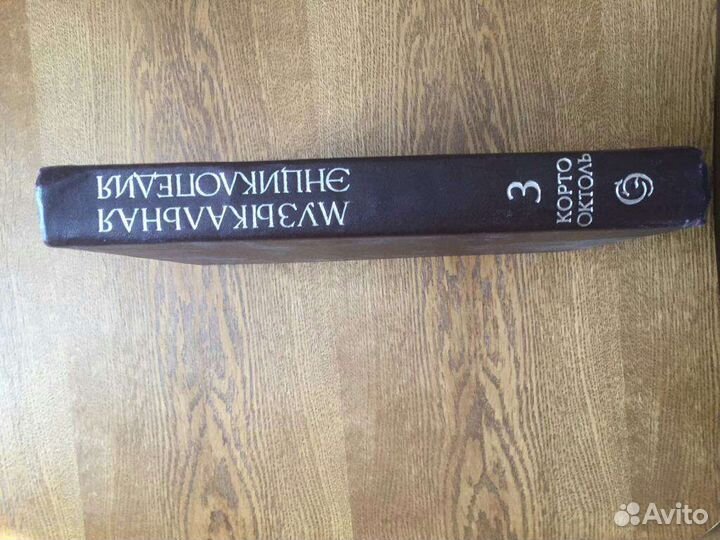 МУЗЫКАЛЬНАЯ
ЭНЦИКЛОПЕДИЯ
3
КОРТО
ОКТОЛЬ
Avito